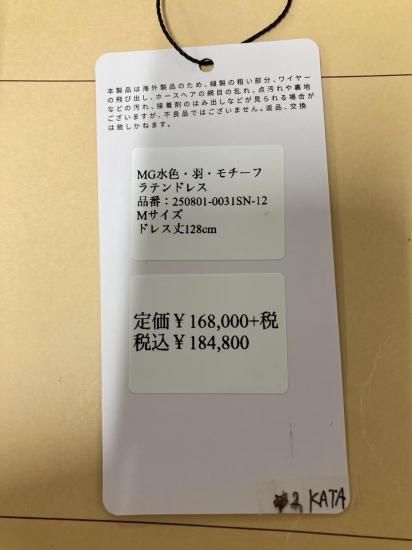 本製品は海外製品のため、縫製の粗い部分、ワイヤー
の飛び出し、ホースヘアの網目の乱れ、点汚れや裏地
などの汚れ、接着剤のはみ出しなどが見られる場合が
ございますが、不良品ではございません。返品、交換
は致しかねます。
MG水色・羽・モチーフ
ラテンドレス
品番：250801-0031SN-12
Mサイズ
ドレス丈128cm
定価￥168,000+税
税込￥184,800
#2 KATA